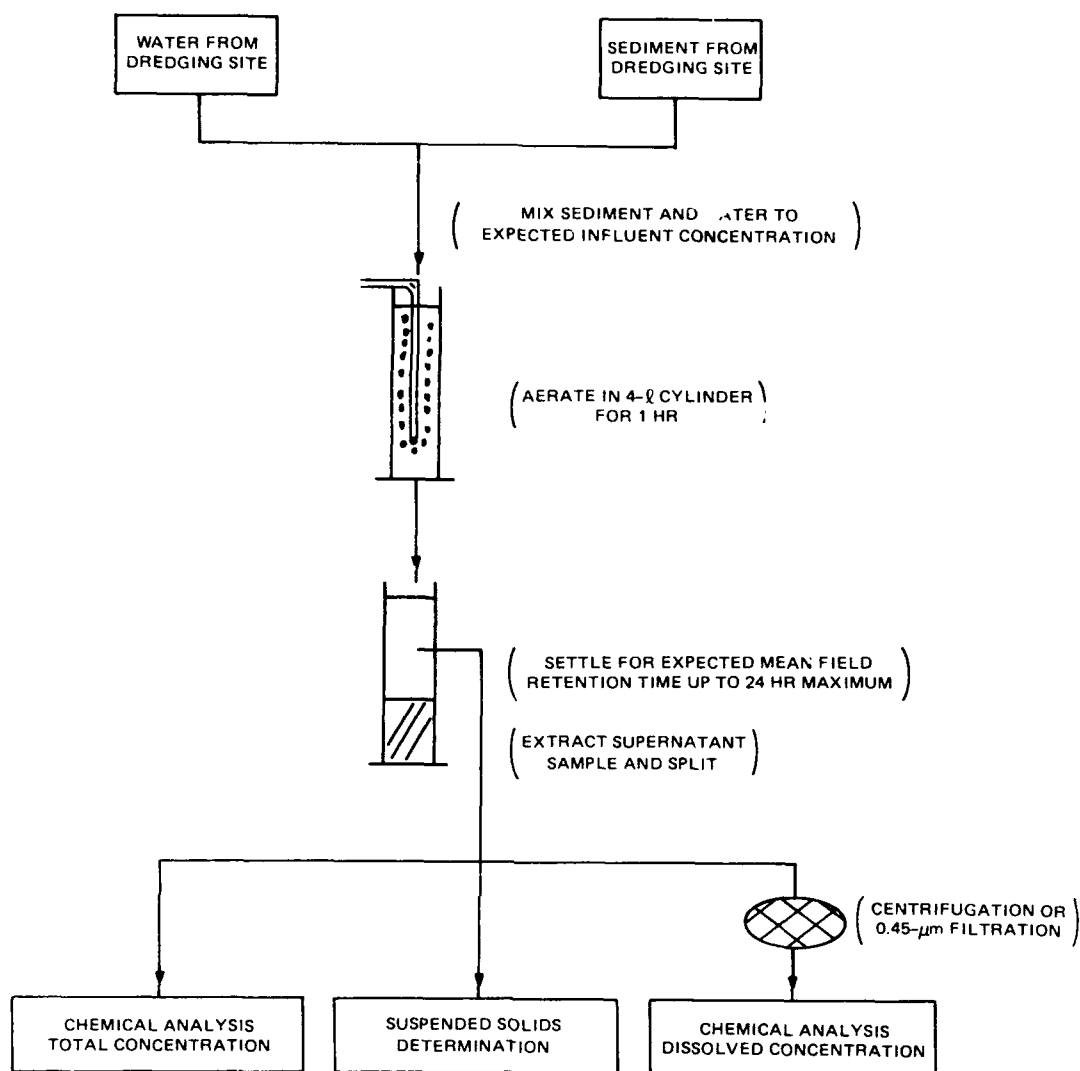 WATER FROM
DREDGING SITE
SEDIMENT FROM
DREDGING SITE
( MIX SEDIMENT AND ATER TO
EXPECTED INFLUENT CONCENTRATION )
( AERATE IN 4-ℓ CYLINDER
FOR 1 HR )
( SETTLE FOR EXPECTED MEAN FIELD
RETENTION TIME UP TO 24 HR MAXIMUM )
( EXTRACT SUPERNATANT
SAMPLE AND SPLIT )
( CENTRIFUGATION OR
0.45-μm FILTRATION )
CHEMICAL ANALYSIS
TOTAL CONCENTRATION
SUSPENDED SOLIDS
DETERMINATION
CHEMICAL ANALYSIS
DISSOLVED CONCENTRATION